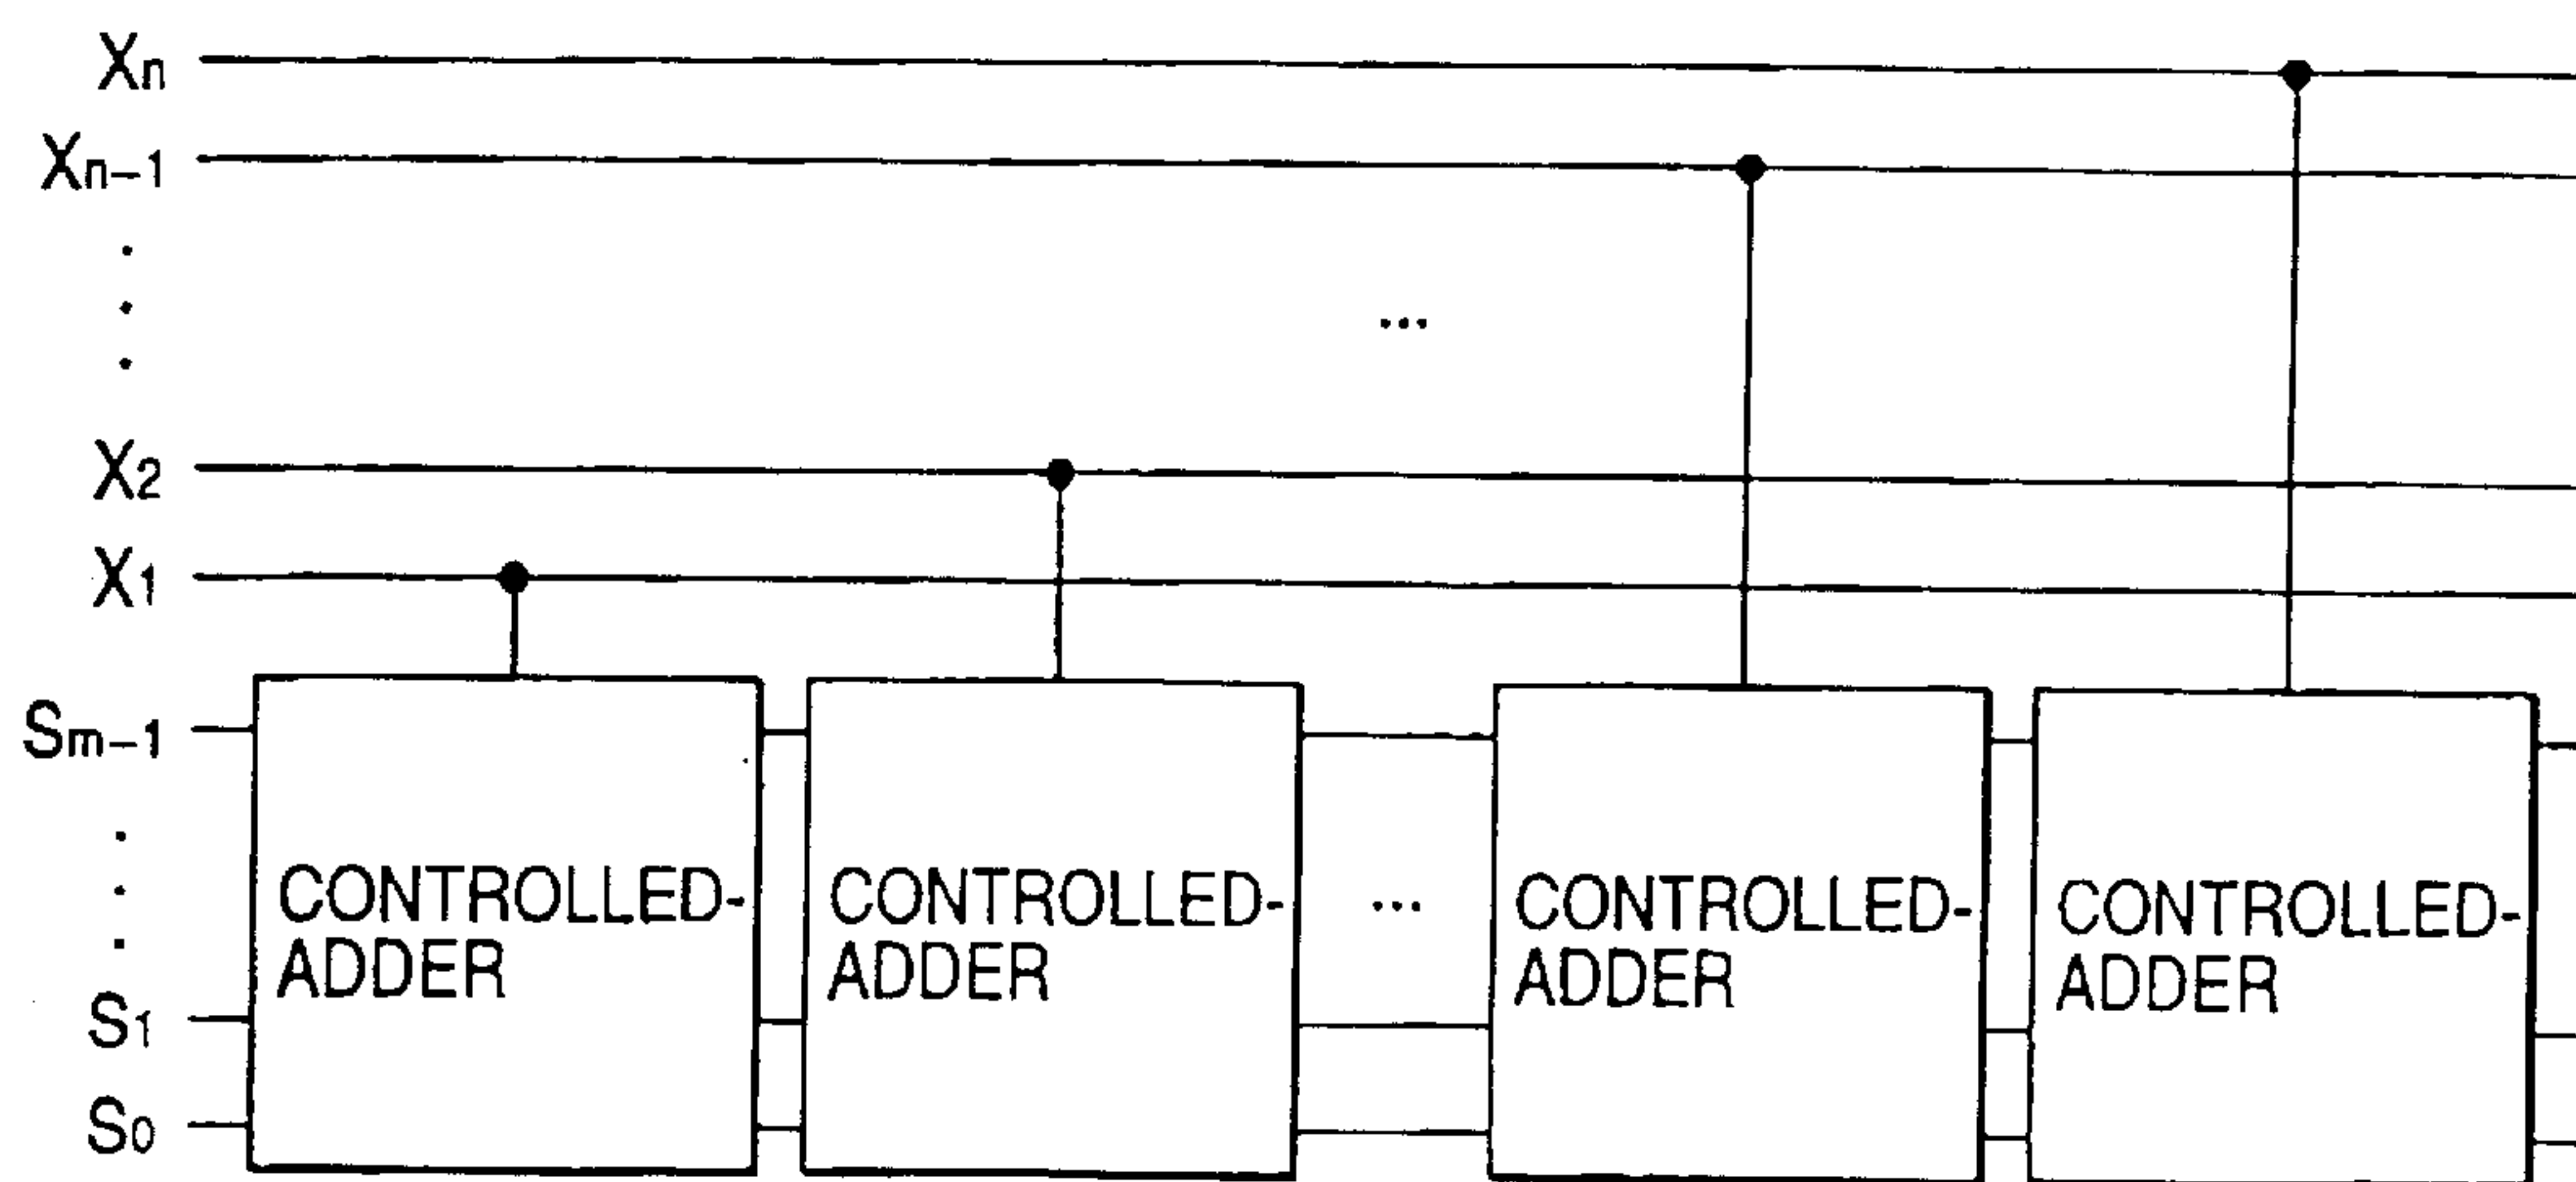 Xn
Xn-1
.
.
.
...
X2
X1
Sm-1
.
.
.
S1
S0
CONTROLLED-
ADDER
CONTROLLED-
ADDER
...
CONTROLLED-
ADDER
CONTROLLED-
ADDER